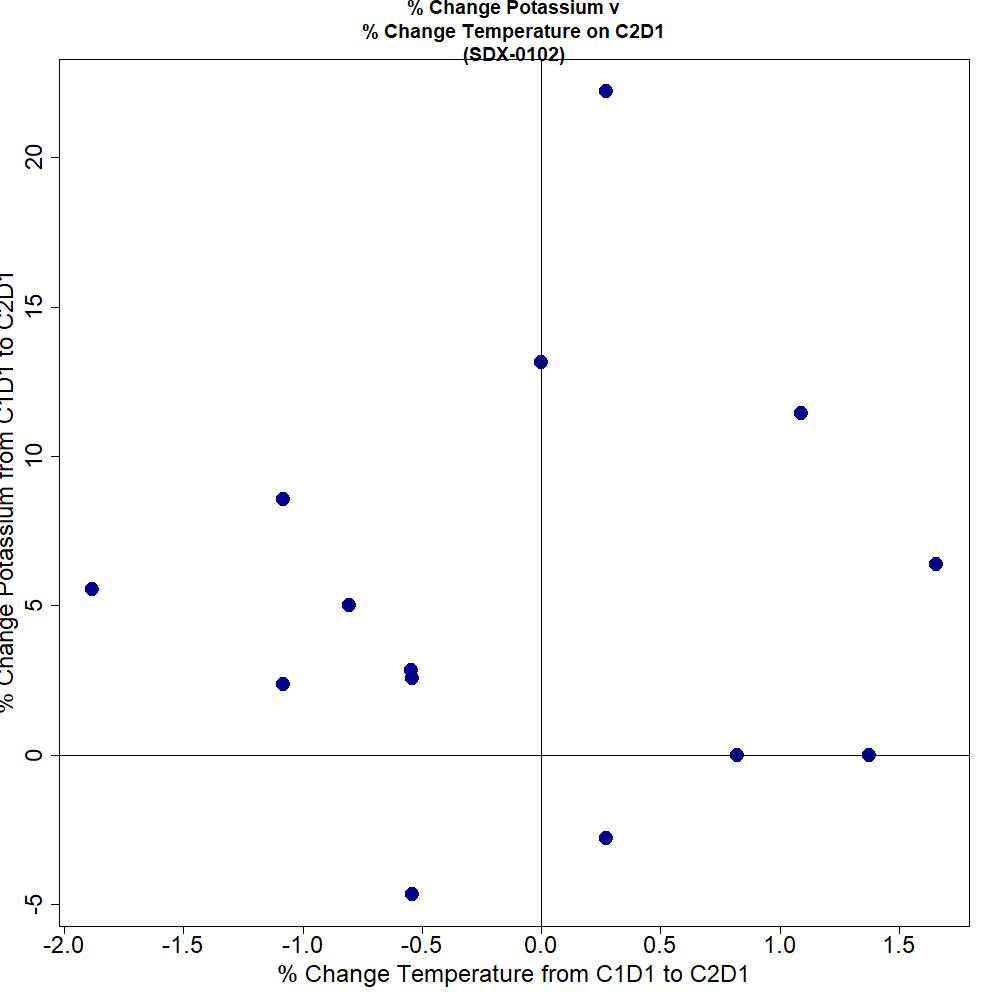 % Change Potassium v
% Change Temperature on C2D1
(SDX-0102)
% Change Potassium from C1D1 to C2D1
20
15
10
5
0
-5
-2.0 -1.5 -1.0 -0.5 0.0 0.5 1.0 1.5
% Change Temperature from C1D1 to C2D1